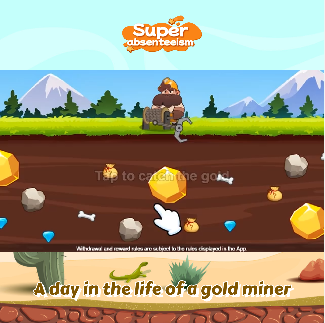 Super
absenteeism
Tap to catch the gold
Withdrawal and reward rules are subject to the rules displayed in the App.
A day in the life of a gold miner